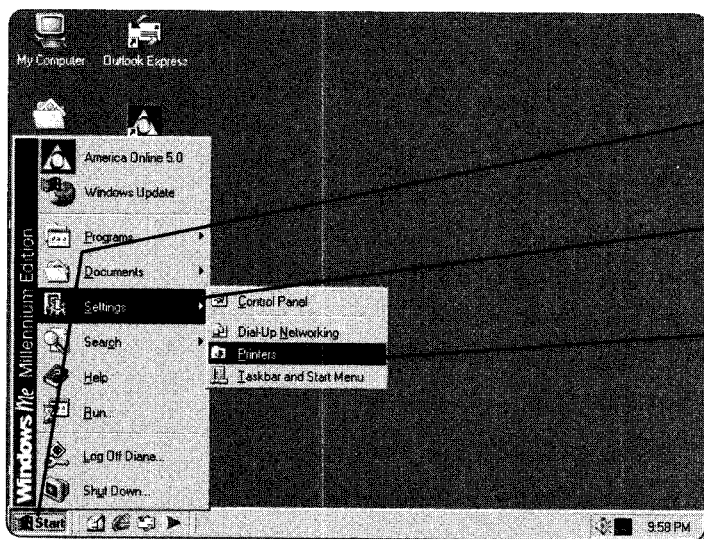 My Computer
Outlook Express
America Online 5.0
Windows Update
Programs
Documents
Settings
Search
Help
Run...
Log Off Diane...
Shut Down...
Windows Me Millennium Edition
Control Panel
Dial-Up Networking
Printers
Taskbar and Start Menu
Start
9:58 PM